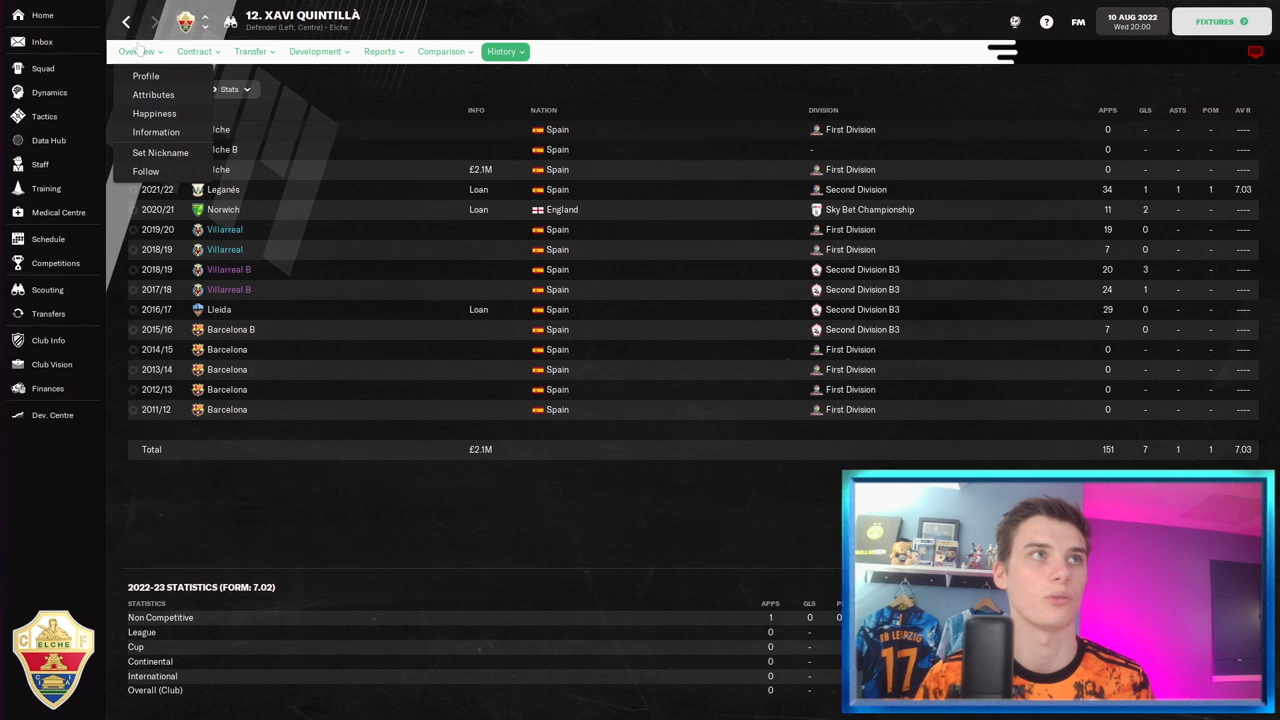 Home
Inbox
Squad
Dynamics
Tactics
Data Hub
Staff
Training
Medical Centre
Schedule
Competitions
Scouting
Transfers
Club Info
Club Vision
Finances
Dev. Centre
ELCHE
12. XAVI QUINTILLÀ
Defender (Left, Centre) - Elche
FM
10 AUG 2022
Wed 20:00
FIXTURES
Overview Contract Transfer Development Reports Comparison History
Profile
Attributes
Happiness
Information
Set Nickname
Follow
Stats
INFO NATION DIVISION APPS GLS ASTS POM AV R
lche Spain First Division 0 - - - ----
lche B Spain - 0 - - - ----
lche £2.1M Spain First Division 0 - - - ----
2021/22 Leganés Loan Spain Second Division 34 1 1 1 7.03
2020/21 Norwich Loan England Sky Bet Championship 11 2 - - ----
2019/20 Villarreal Spain First Division 19 0 - - ----
2018/19 Villarreal Spain First Division 7 0 - - ----
2018/19 Villarreal B Spain Second Division B3 20 3 - - ----
2017/18 Villarreal B Spain Second Division B3 24 1 - - ----
2016/17 Lleida Loan Spain Second Division B3 29 0 - - ----
2015/16 Barcelona B Spain Second Division B3 7 0 - - ----
2014/15 Barcelona Spain First Division 0 - - - ----
2013/14 Barcelona Spain First Division 0 - - - ----
2012/13 Barcelona Spain First Division 0 - - - ----
2011/12 Barcelona Spain First Division 0 - - - ----
Total £2.1M 151 7 1 1 7.03
2022-23 STATISTICS (FORM: 7.02)
STATISTICS APPS GLS
Non Competitive 1 0 0
League 0 -
Cup 0 -
Continental 0 -
International 0 -
Overall (Club) 0 -
RB LEIPZIG
17